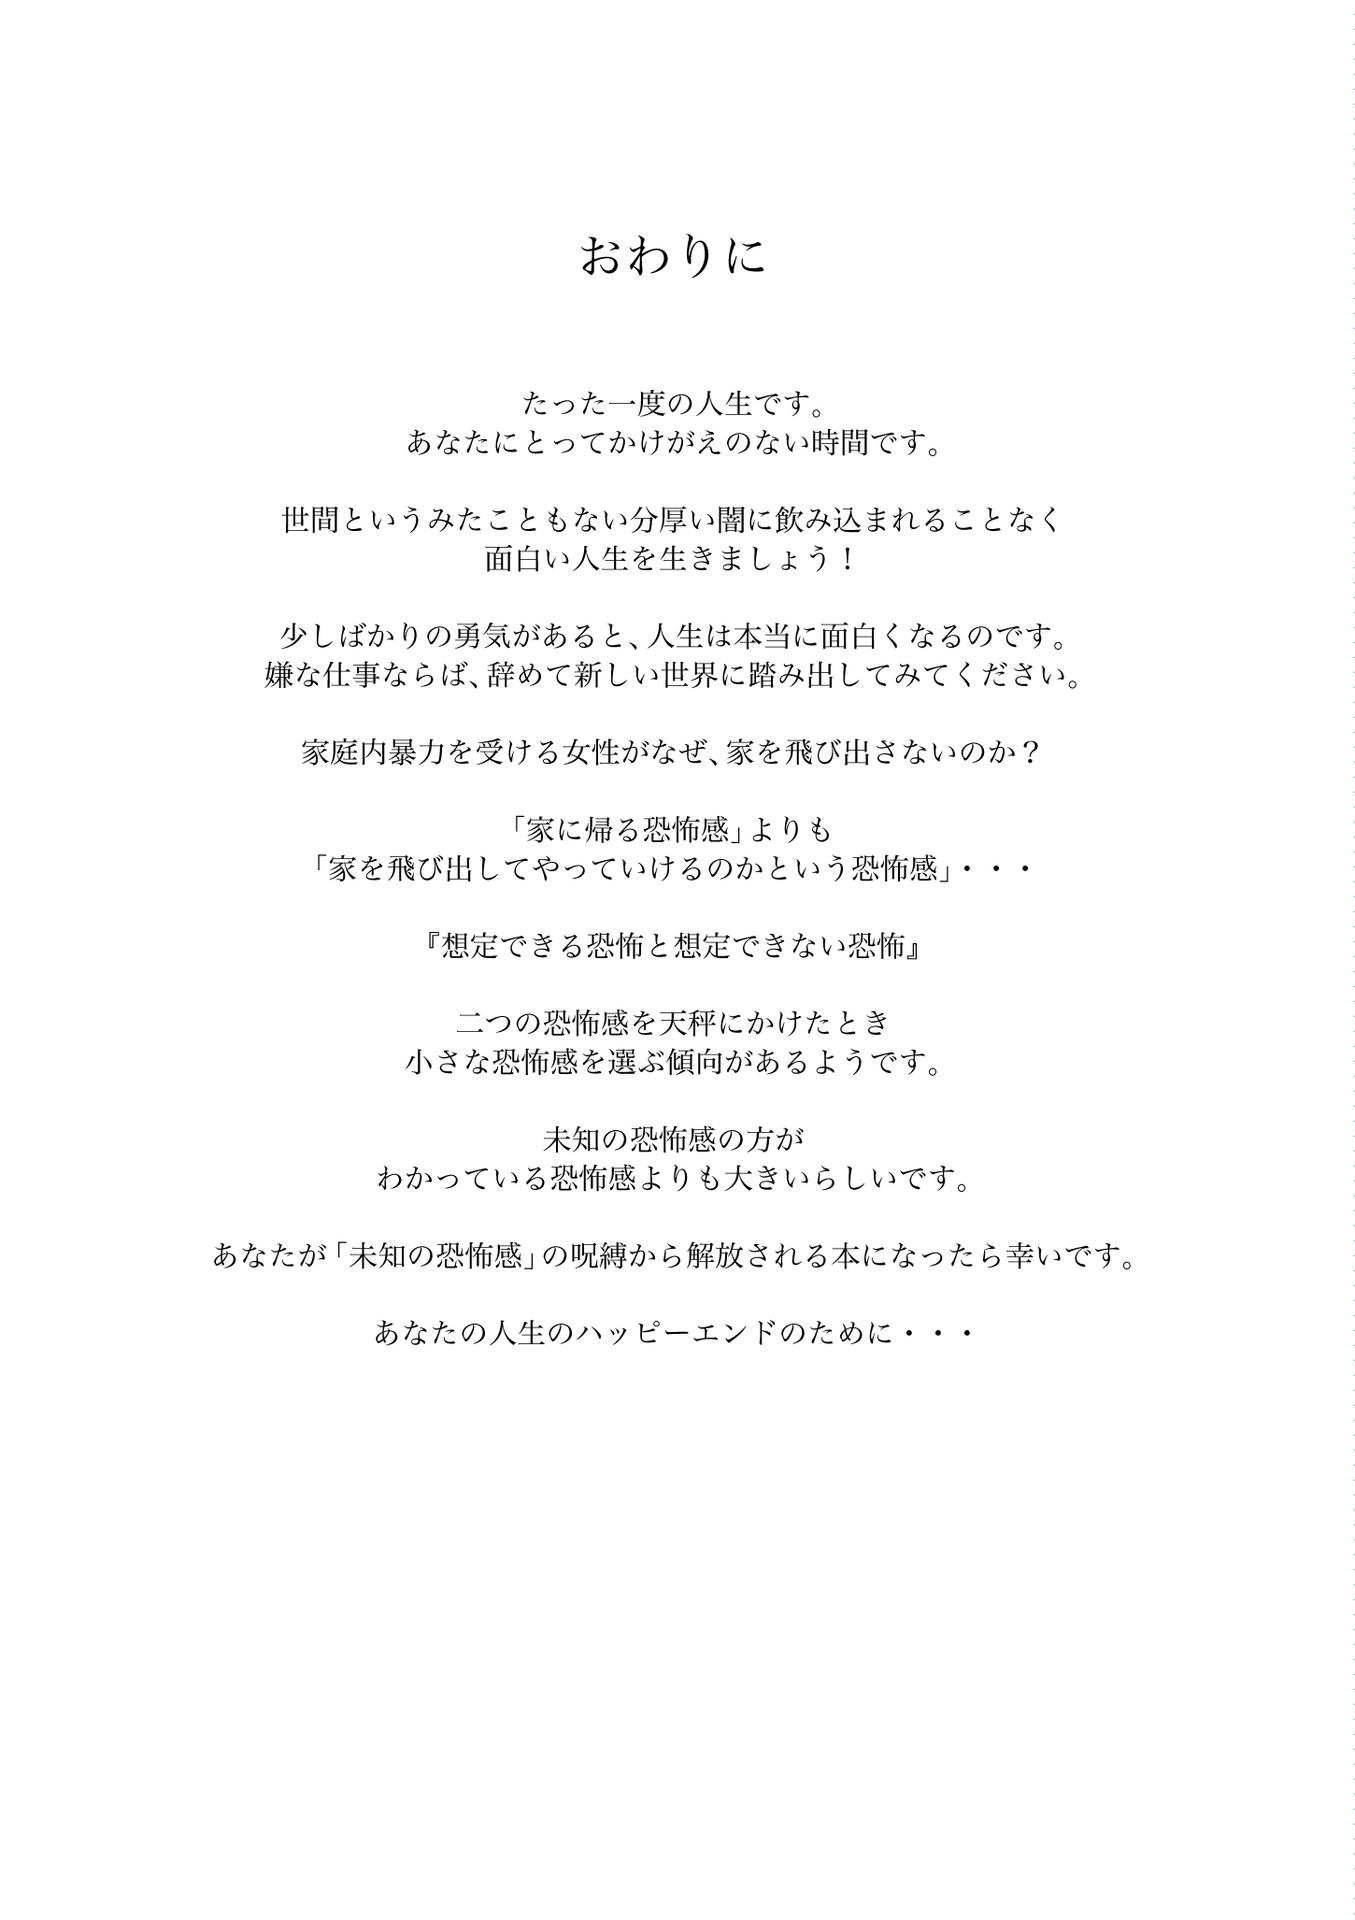 おわりに
たった一度の人生です。
あなたにとってかけがえのない時間です。
世間というみたこともない分厚い闇に飲み込まれることなく
面白い人生を生きましょう！
少しばかりの勇気があると、人生は本当に面白くなるのです。
嫌な仕事ならば、辞めて新しい世界に踏み出してみてください。
家庭内暴力を受ける女性がなぜ、家を飛び出さないのか？
「家に帰る恐怖感」よりも
「家を飛び出してやっていけるのかという恐怖感」・・・
『想定できる恐怖と想定できない恐怖』
二つの恐怖感を天秤にかけたとき
小さな恐怖感を選ぶ傾向があるようです。
未知の恐怖感の方が
わかっている恐怖感よりも大きいらしいです。
あなたが「未知の恐怖感」の呪縛から解放される本になったら幸いです。
あなたの人生のハッピーエンドのために・・・